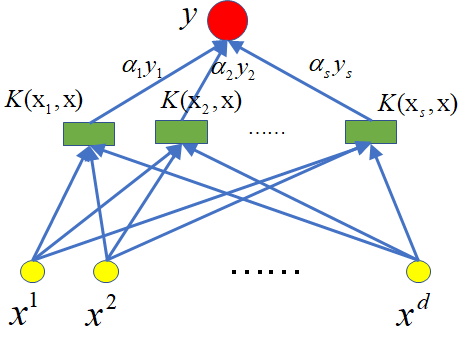 y
α₁y₁ α₂y₂ αₛyₛ
K(x₁,x) K(x₂,x) K(xₛ,x)
......
x¹ x² ...... xᵈ